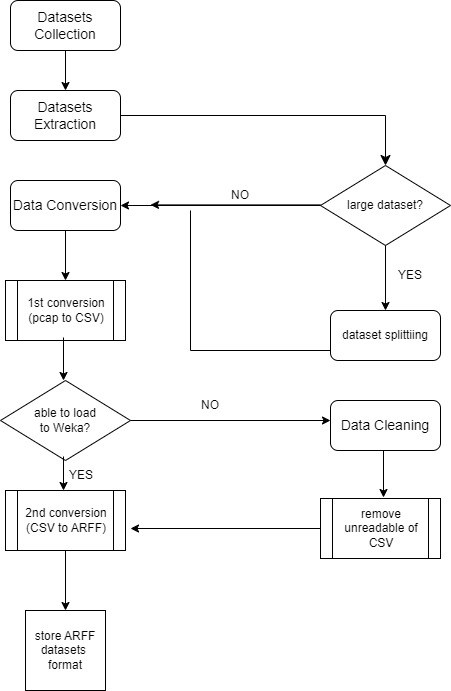 Datasets
Collection
Datasets
Extraction
large dataset?
NO
Data Conversion
YES
1st conversion
(pcap to CSV)
dataset splittiing
able to load
to Weka?
NO
Data Cleaning
YES
2nd conversion
(CSV to ARFF)
remove
unreadable of
CSV
store ARFF
datasets
format